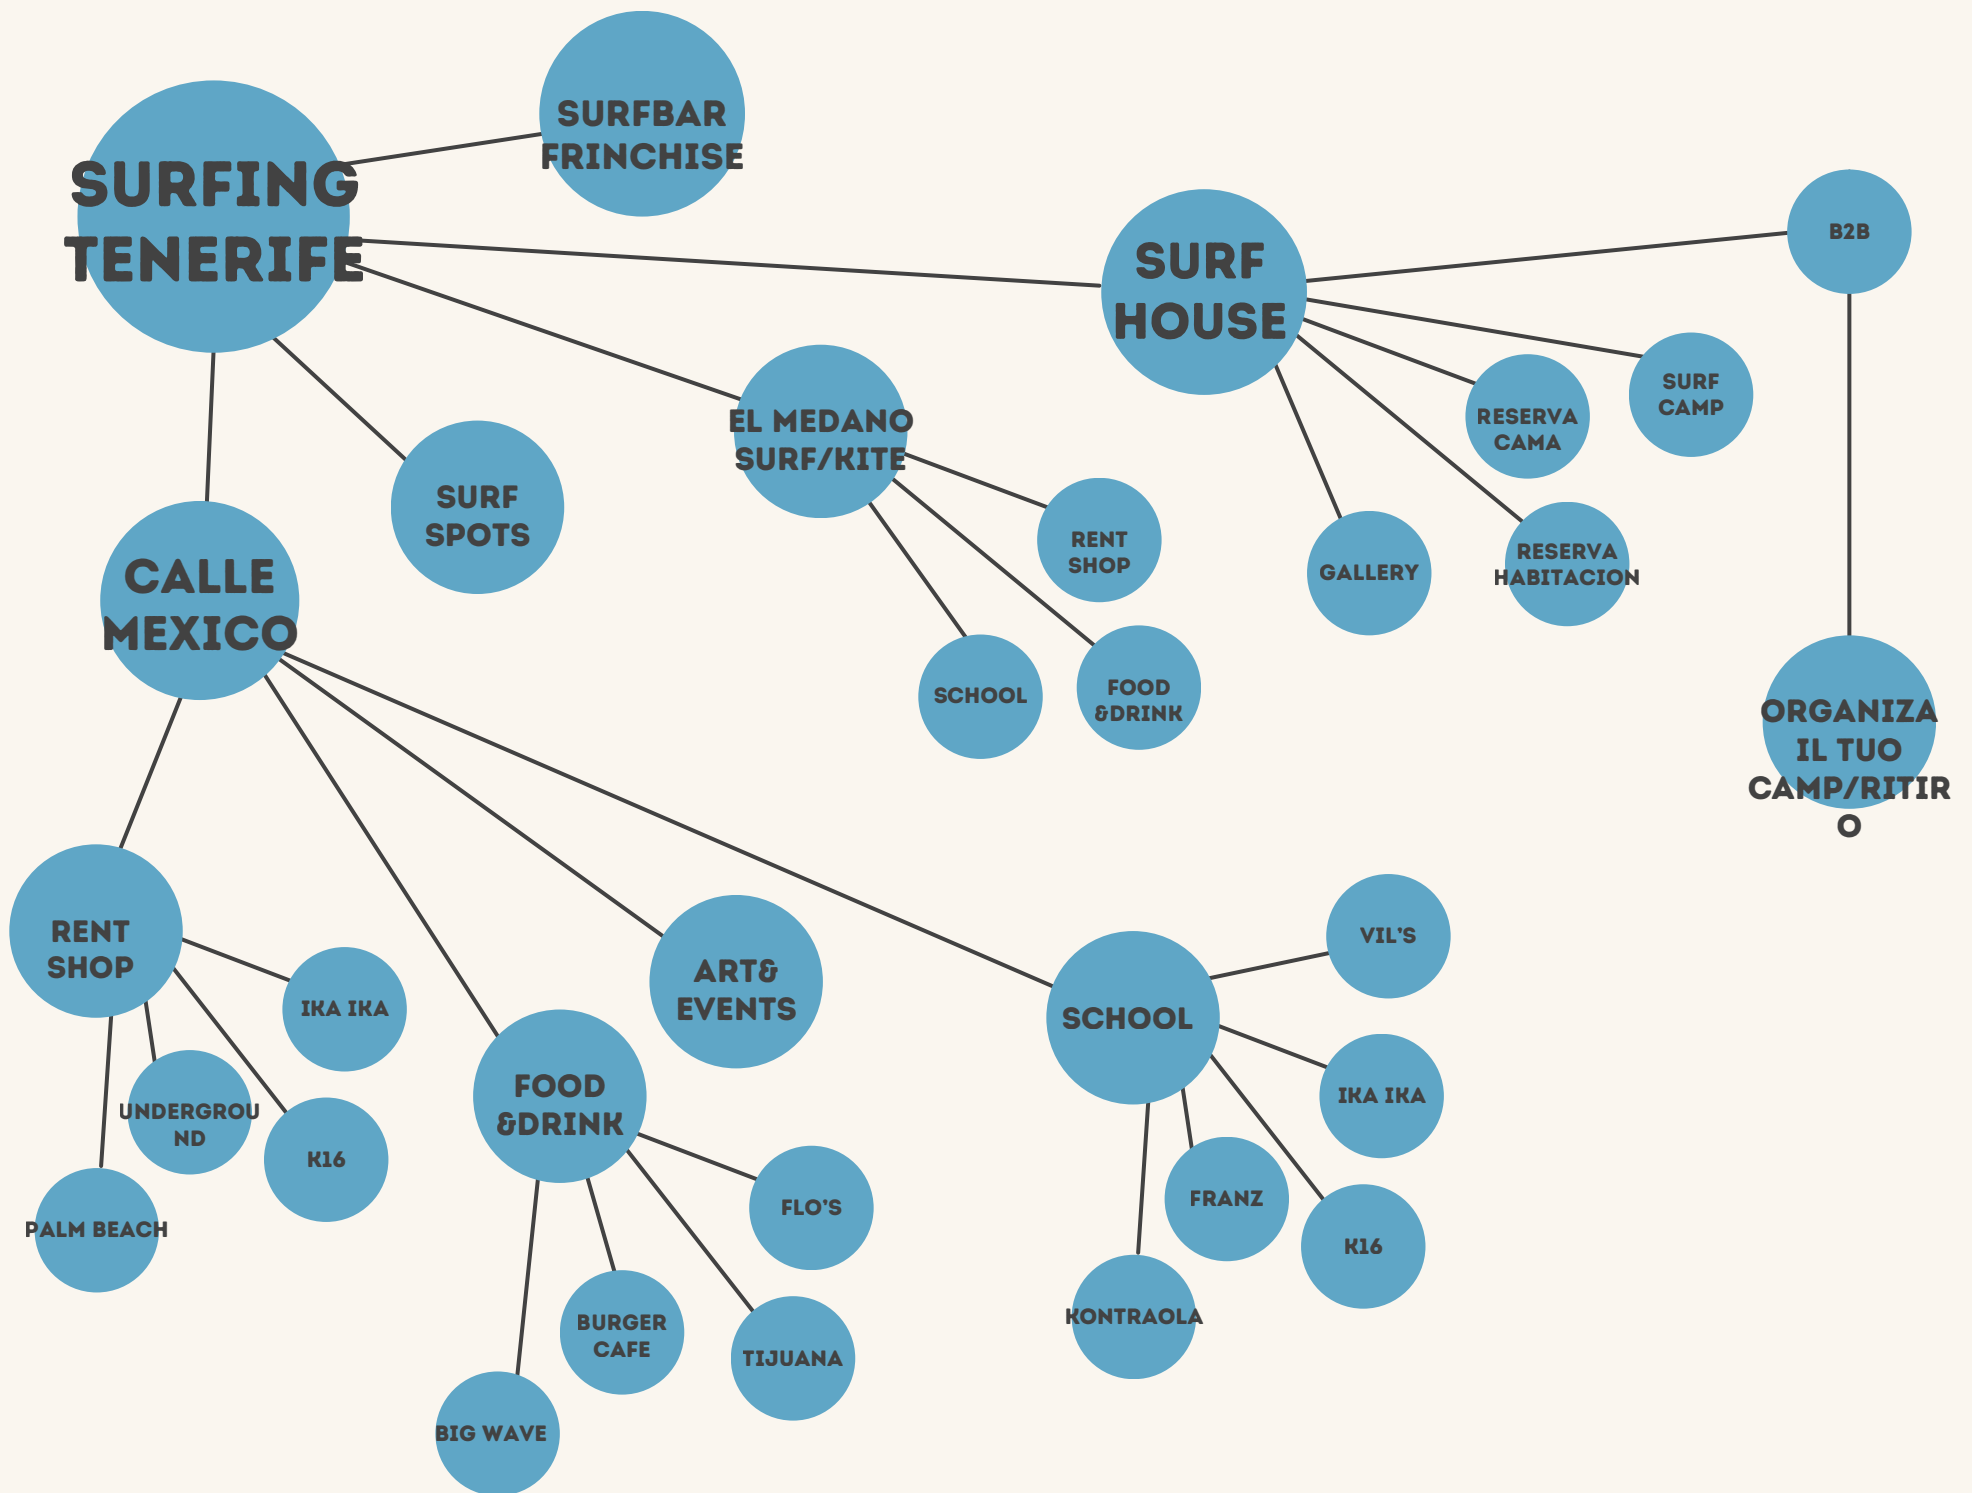 SURFBAR
FRINCHISE
SURFING
TENERIFE
SURF
HOUSE
B2B
SURF
CAMP
RESERVA
CAMA
EL MEDANO
SURF/KITE
SURF
SPOTS
RENT
SHOP
GALLERY
RESERVA
HABITACION
CALLE
MEXICO
SCHOOL
FOOD
&DRINK
ORGANIZA
IL TUO
CAMP/RITIR
O
RENT
SHOP
IKA IKA
UNDERGROU
ND
K16
PALM BEACH
ART&
EVENTS
FOOD
&DRINK
FLO'S
BURGER
CAFE
TIJUANA
BIG WAVE
SCHOOL
VIL'S
IKA IKA
FRANZ
K16
KONTRAOLA